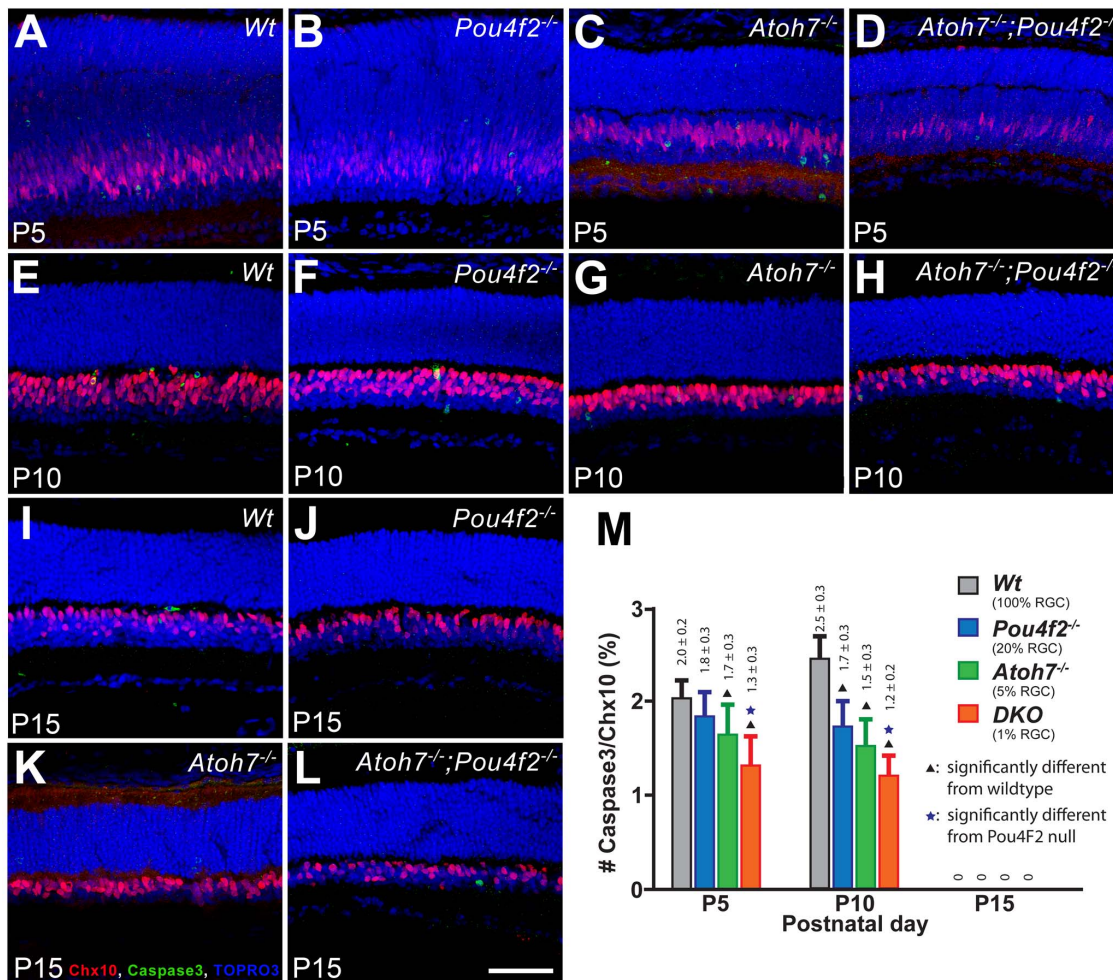 A Wt
B Pou4f2-/-
C Atoh7-/-
D Atoh7-/-;Pou4f2-/-
P5
P5
P5
P5
E Wt
F Pou4f2-/-
G Atoh7-/-
H Atoh7-/-;Pou4f2-/-
P10
P10
P10
P10
I Wt
J Pou4f2-/-
P15
P15
K Atoh7-/-
L Atoh7-/-;Pou4f2-/-
P15 Chx10, Caspase3, TOPRO3
P15
M
# Caspase3/Chx10 (%)
3
2
1
0
2.0 ± 0.2
1.8 ± 0.3
1.7 ± 0.3
1.3 ± 0.3
2.5 ± 0.3
1.7 ± 0.3
1.5 ± 0.3
1.2 ± 0.2
0 0 0 0
P5 P10 P15
Postnatal day
Wt
(100% RGC)
Pou4f2-/-
(20% RGC)
Atoh7-/-
(5% RGC)
DKO
(1% RGC)
▲: significantly different
from wildtype
★: significantly different
from Pou4F2 null